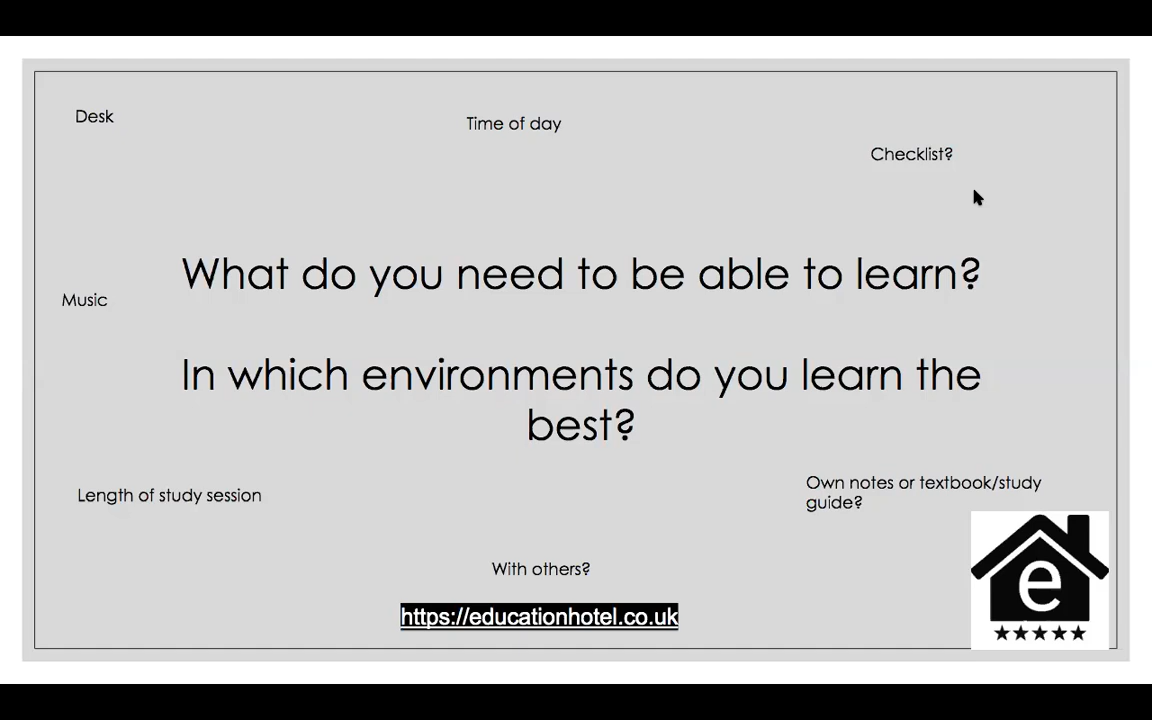 Desk
Time of day
Checklist?
What do you need to be able to learn?
Music
In which environments do you learn the
best?
Own notes or textbook/study
guide?
Length of study session
With others?
https://educationhotel.co.uk
e